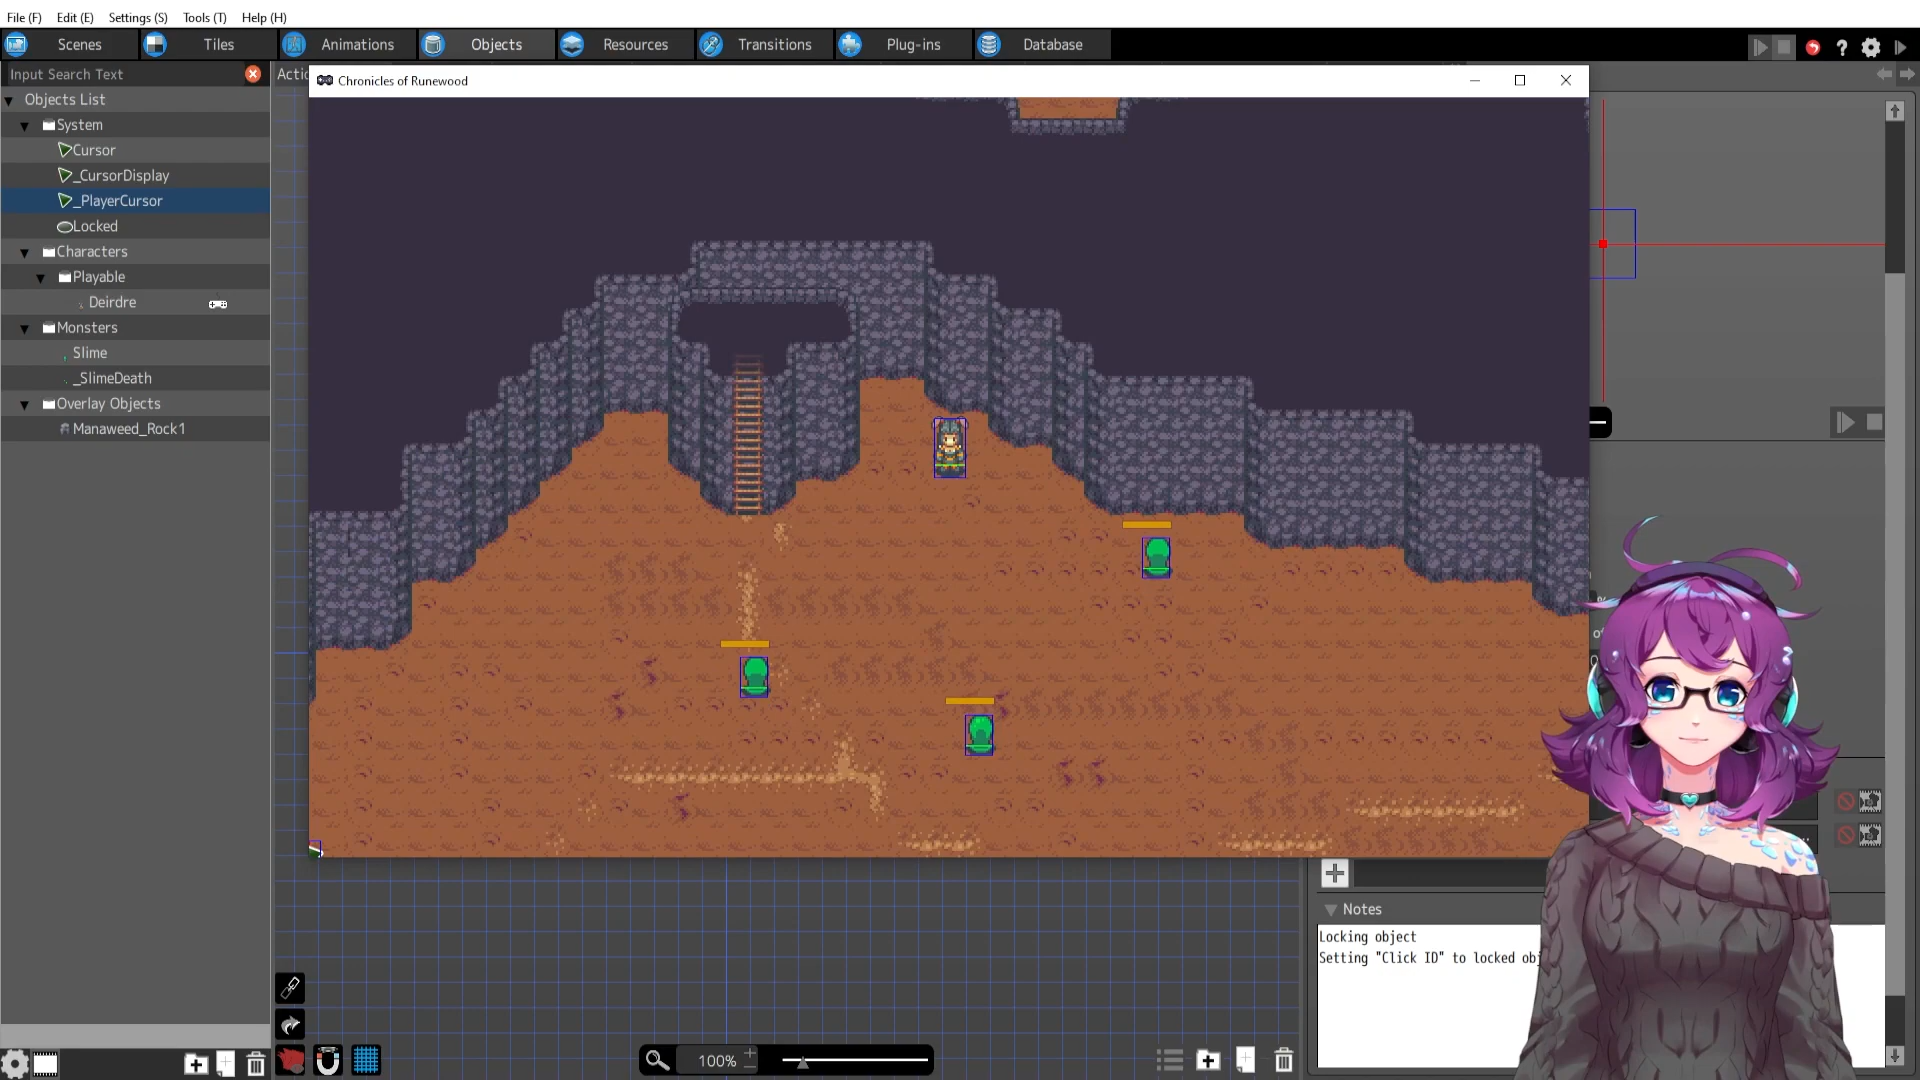 File (F) Edit (E) Settings (S) Tools (T) Help (H)
Scenes Tiles Animations Objects Resources Transitions Plug-ins Database
Input Search Text
Chronicles of Runewood
Objects List
System
Cursor
_CursorDisplay
_PlayerCursor
Locked
Characters
Playable
Deirdre
Monsters
Slime
_SlimeDeath
Overlay Objects
Manaweed_Rock1
Notes
Locking object
Setting "Click ID" to locked obj
100%